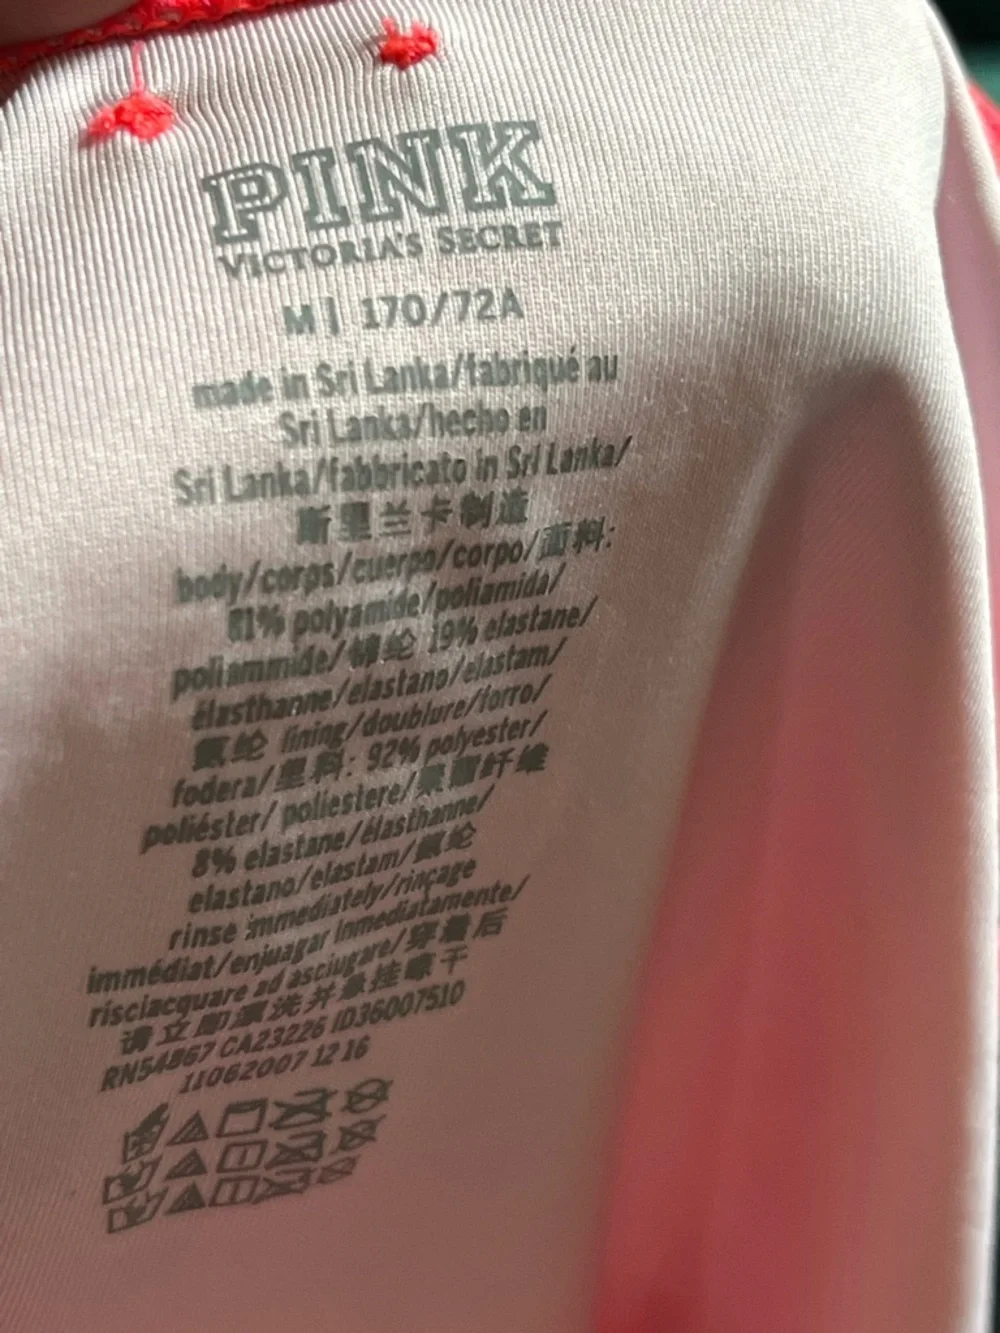 PINK
VICTORIA'S SECRET
M | 170/72A
made in Sri Lanka/fabriqué au
Sri Lanka/hecho en
Sri Lanka/fabbricato in Sri Lanka/
斯里兰卡制造
body/corps/cuerpo/corpo/面料:
81% polyamide/poliamida/
poliammide/锦纶 19% elastane/
élasthanne/elastano/elastam/
氨纶 lining/doublure/forro/
fodera/里料: 92% polyester/
poliéster/ poliestere/聚酯纤维
8% elastane/élasthanne/
elastano/elastam/氨纶
rinse immediately/rinçage
immédiat/enjuagar inmediatamente/
risciacquare ad asciugare/穿着后
请立即漂洗并悬挂晾干
RN54867 CA23226 ID36007510
11062007 12 16